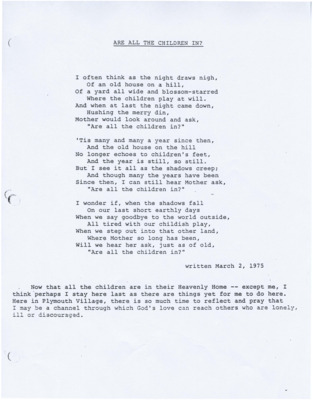 ARE ALL THE CHILDREN IN?
I often think as the night draws nigh,
Of an old house on a hill,
Of a yard all wide and blossom-starred
Where the children play at will.
And when at last the night came down,
Hushing the merry din,
Mother would look around and ask,
"Are all the children in?"
'Tis many and many a year since then,
And the old house on the hill
No longer echoes to children's feet,
And the year is still, so still.
But I see it all as the shadows creep;
And though many the years have been
Since then, I can still hear Mother ask,
"Are all the children in?"
I wonder if, when the shadows fall
On our last short earthly days
When we say goodbye to the world outside,
All tired with our childish play,
When we step out into that other land,
Where Mother so long has been,
Will we hear her ask, just as of old,
"Are all the children in?"
written March 2, 1975
Now that all the children are in their Heavenly Home -- except me, I
think perhaps I stay here last as there are things yet for me to do here.
Here in Plymouth Village, there is so much time to reflect and pray that
I may be a channel through which God's love can reach others who are lonely,
ill or discouraged.